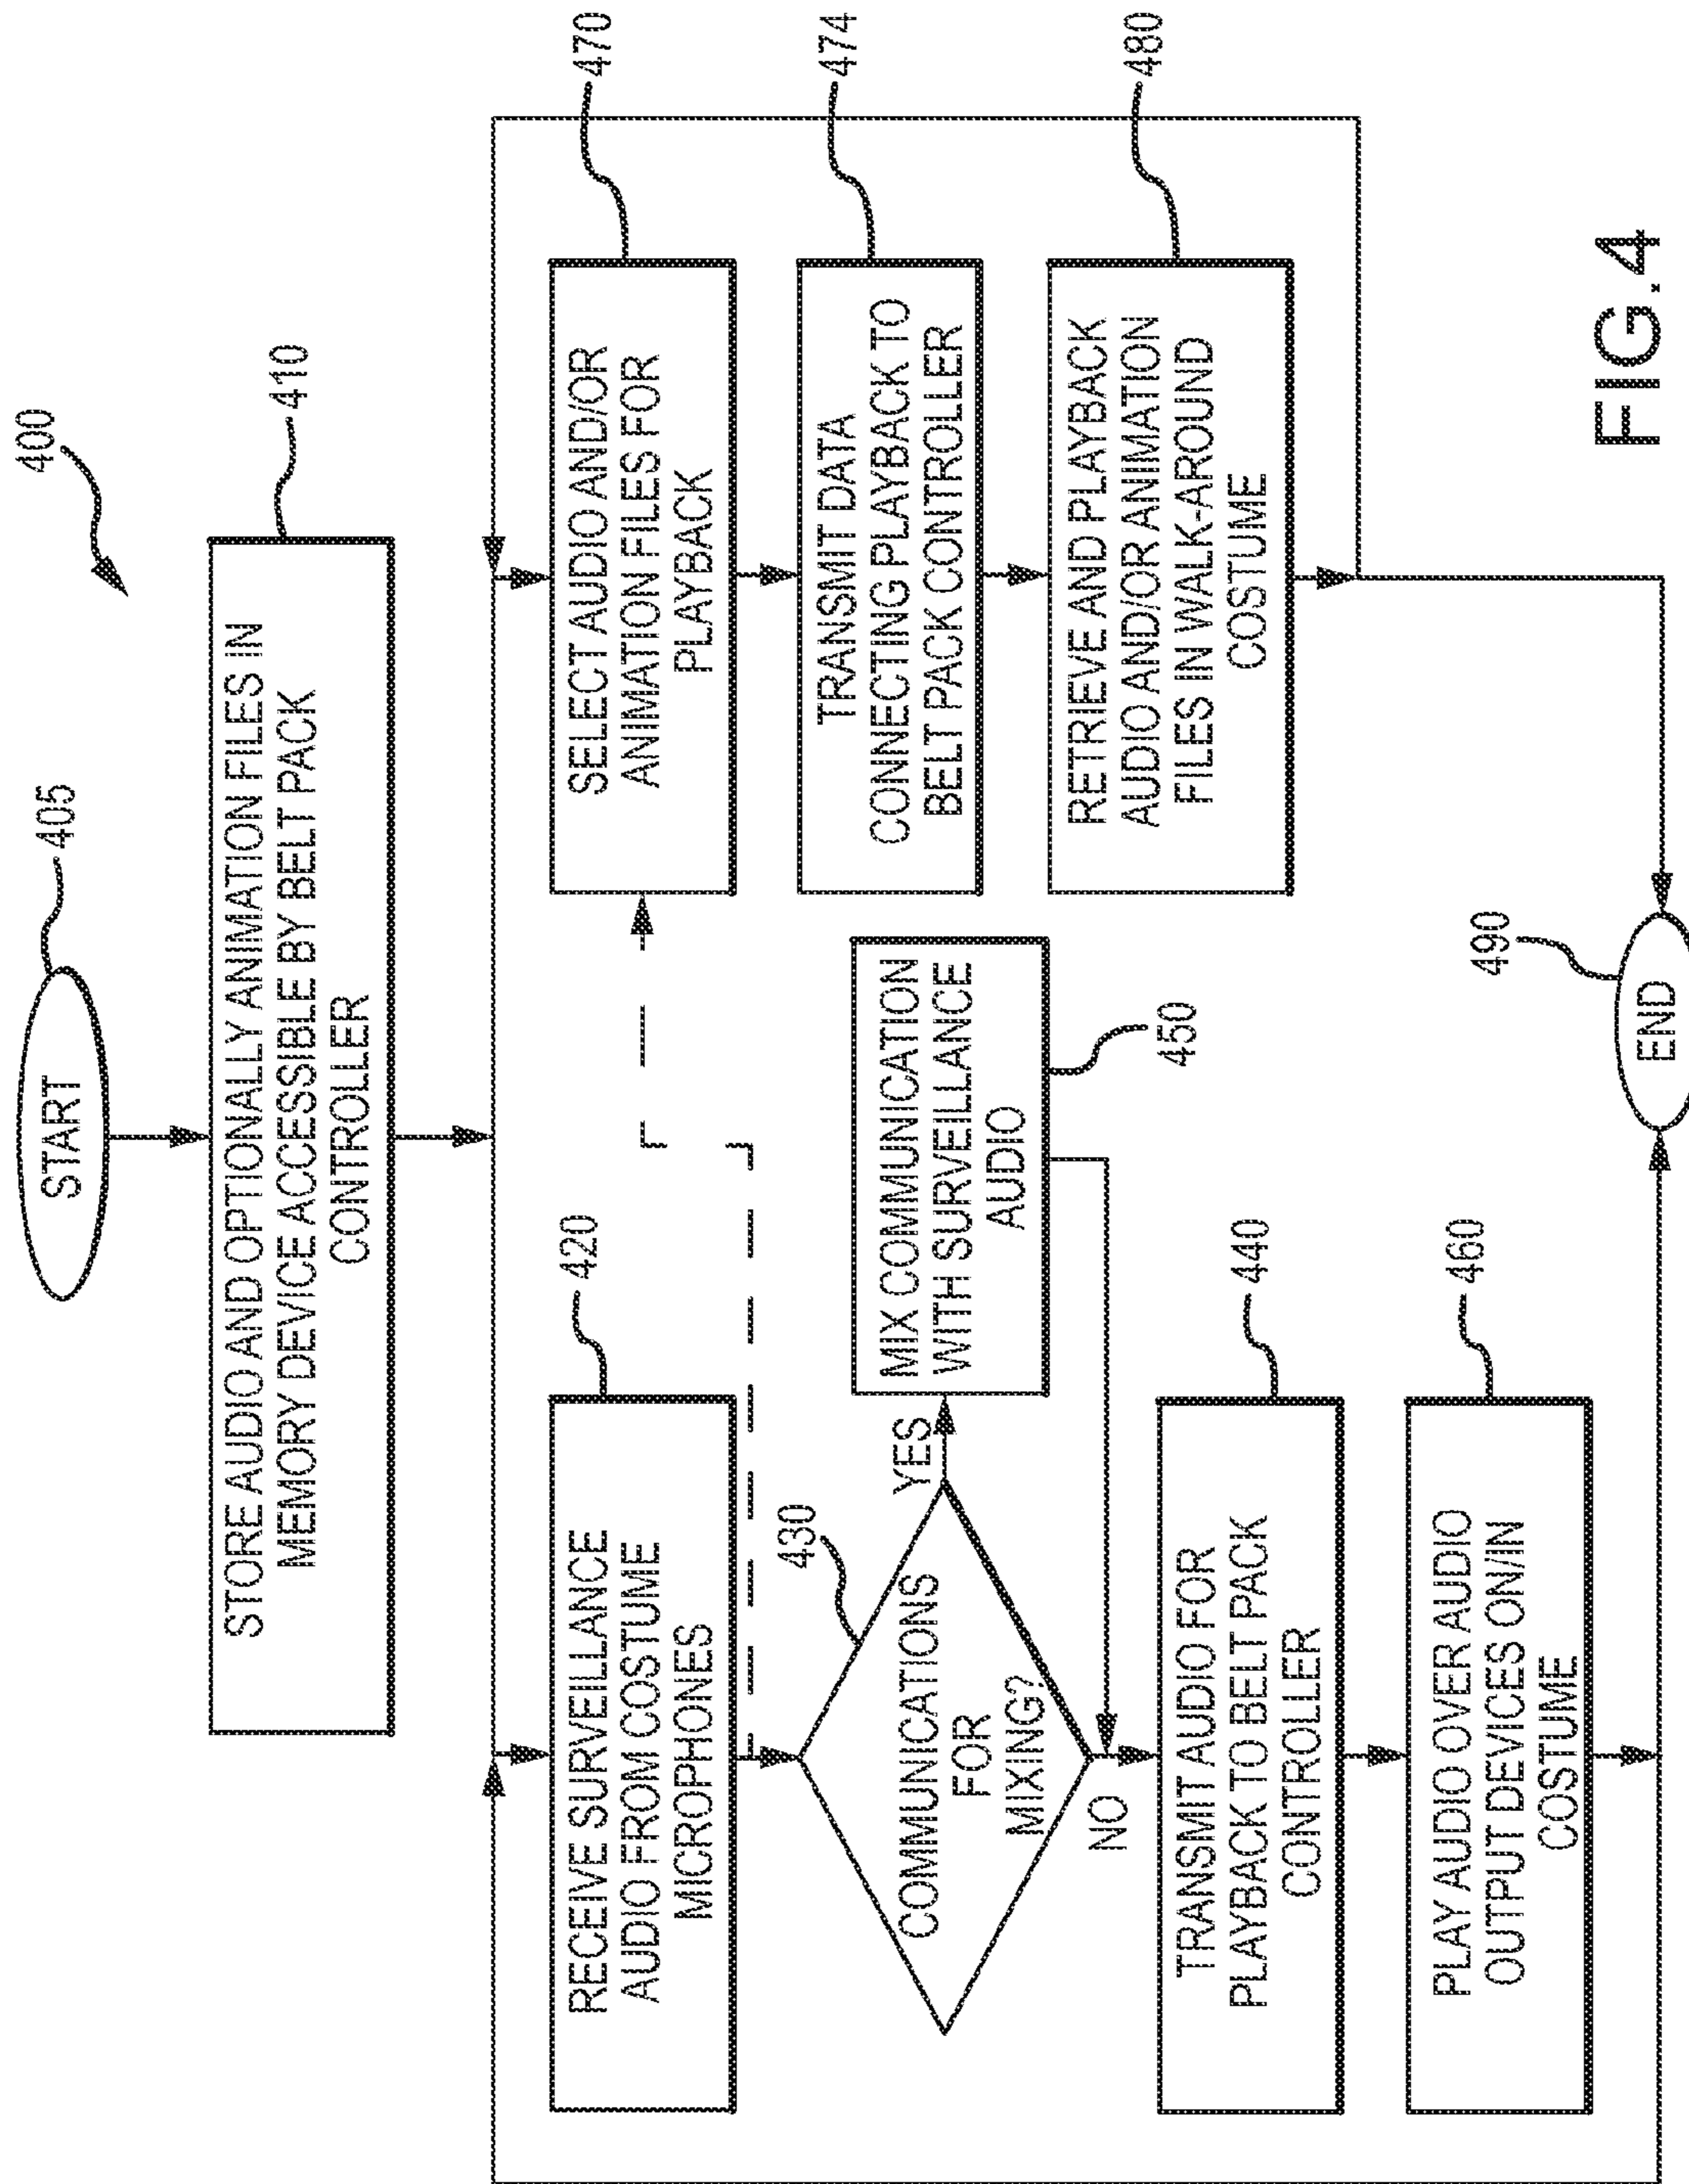 400
START
405
STORE AUDIO AND OPTIONALLY ANIMATION FILES IN
MEMORY DEVICE ACCESSIBLE BY BELT PACK
CONTROLLER
410
RECEIVE SURVEILLANCE
AUDIO FROM COSTUME
MICROPHONES
420
COMMUNICATIONS
FOR
MIXING?
430
YES
NO
MIX COMMUNICATION
WITH SURVEILLANCE
AUDIO
450
TRANSMIT AUDIO FOR
PLAYBACK TO BELT PACK
CONTROLLER
440
PLAY AUDIO OVER AUDIO
OUTPUT DEVICES ON/IN
COSTUME
460
SELECT AUDIO AND/OR
ANIMATION FILES FOR
PLAYBACK
470
TRANSMIT DATA
CONNECTING PLAYBACK TO
BELT PACK CONTROLLER
474
RETRIEVE AND PLAYBACK
AUDIO AND/OR ANIMATION
FILES IN WALK-AROUND
COSTUME
480
END
490
FIG.4